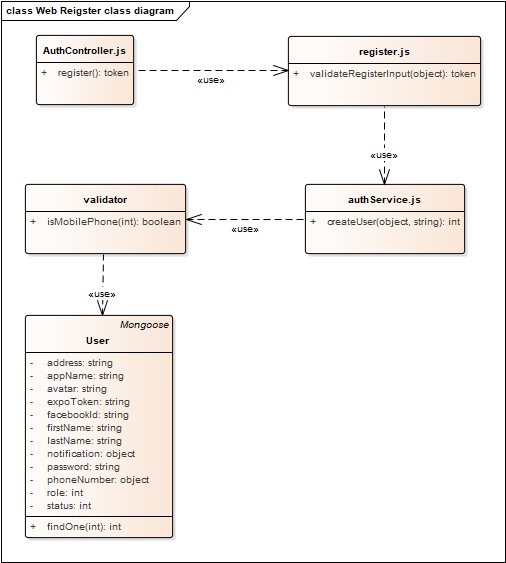 class Web Reigster class diagram
AuthController.js
+ register(): token
«use»
register.js
+ validateRegisterInput(object): token
«use»
validator
+ isMobilePhone(int): boolean
«use»
authService.js
+ createUser(object, string): int
«use»
Mongoose
User
- address: string
- appName: string
- avatar: string
- expoToken: string
- facebookId: string
- firstName: string
- lastName: string
- notification: object
- password: string
- phoneNumber: object
- role: int
- status: int
+ findOne(int): int